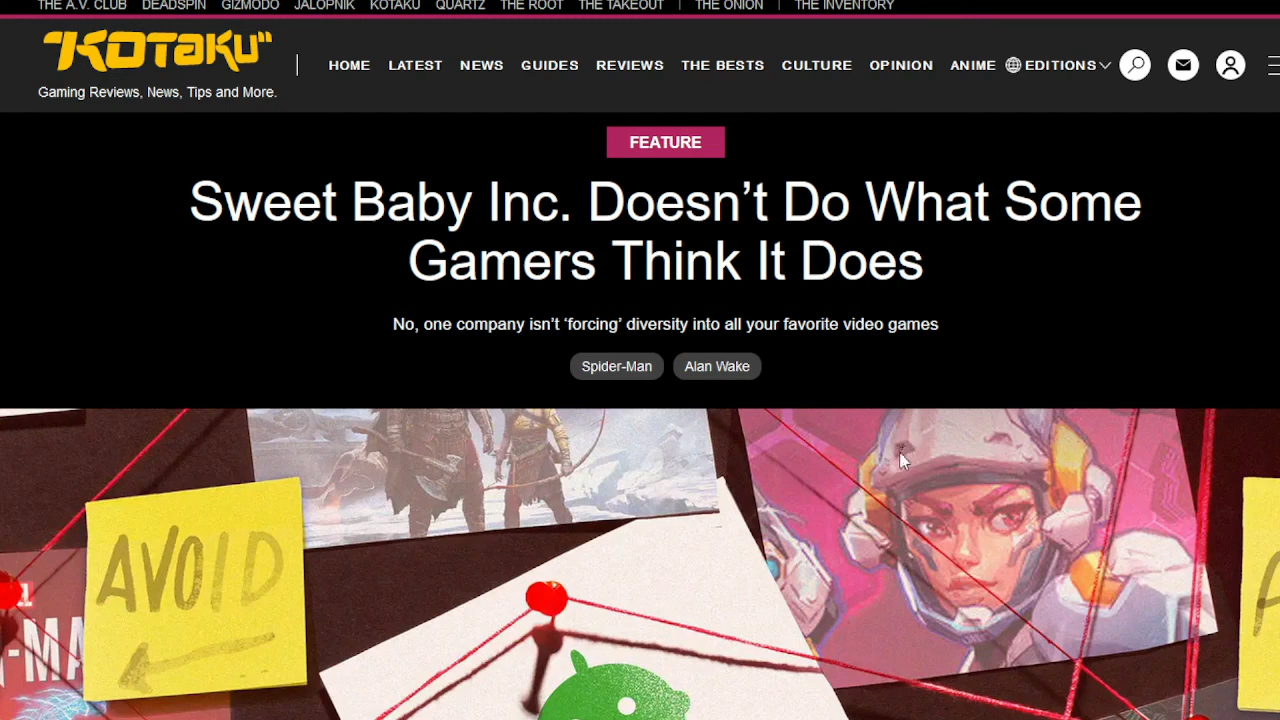 THE A.V. CLUB DEADSPIN GIZMODO JALOPNIK KOTAKU QUARTZ THE ROOT THE TAKEOUT THE ONION THE INVENTORY
"KOTAKU"
HOME LATEST NEWS GUIDES REVIEWS THE BESTS CULTURE OPINION ANIME EDITIONS
Gaming Reviews, News, Tips and More.
FEATURE
Sweet Baby Inc. Doesn’t Do What Some
Gamers Think It Does
No, one company isn’t ‘forcing’ diversity into all your favorite video games
Spider-Man Alan Wake
AVOID